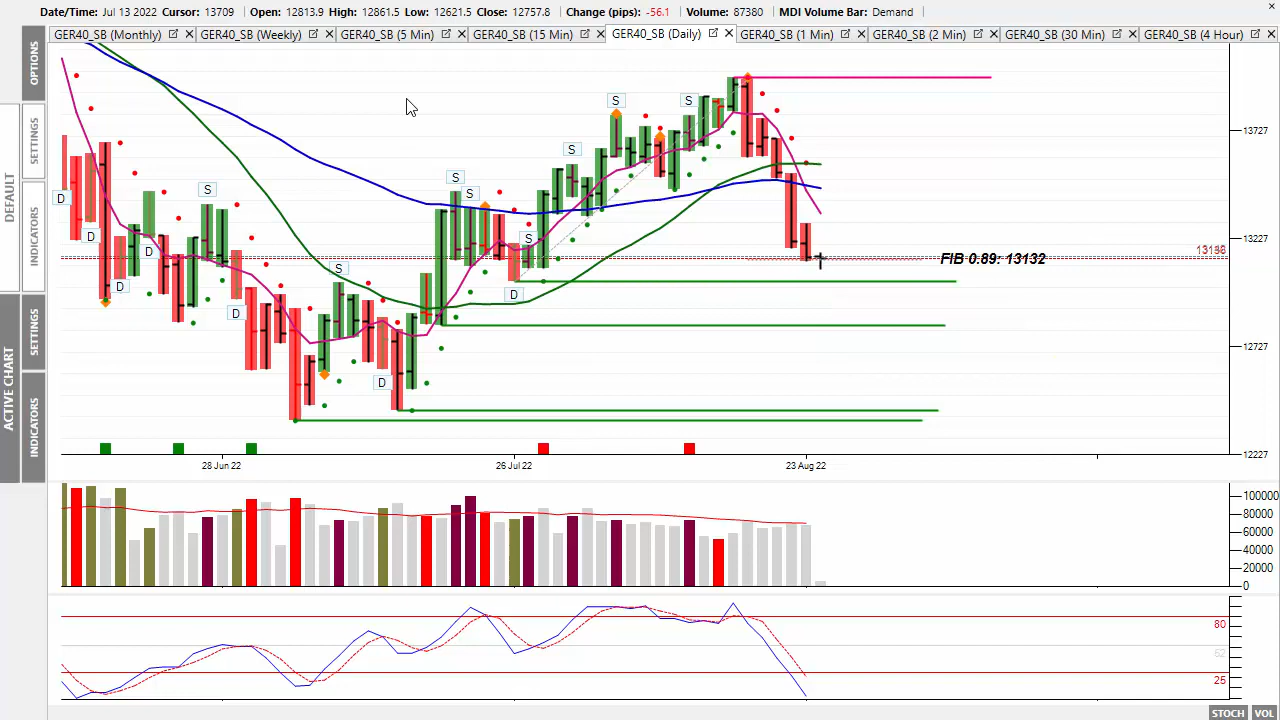 Date/Time: Jul 13 2022 Cursor: 13709 Open: 12813.9 High: 12861.5 Low: 12621.5 Close: 12757.8 Change (pips): -56.1 Volume: 87380 MDI Volume Bar: Demand
GER40_SB (Monthly) GER40_SB (Weekly) GER40_SB (5 Min) GER40_SB (15 Min) GER40_SB (Daily) GER40_SB (1 Min) GER40_SB (2 Min) GER40_SB (30 Min) GER40_SB (4 Hour)
OPTIONS
SETTINGS
INDICATORS
DEFAULT
SETTINGS
INDICATORS
ACTIVE CHART
S
S
S
S
S
S
S
S
D
D
D
D
D
D
D
FIB 0.89: 13132
13727
13227
12727
12227
28 Jun 22
26 Jul 22
23 Aug 22
100000
80000
60000
40000
20000
0
80
62
25
STOCH VOL